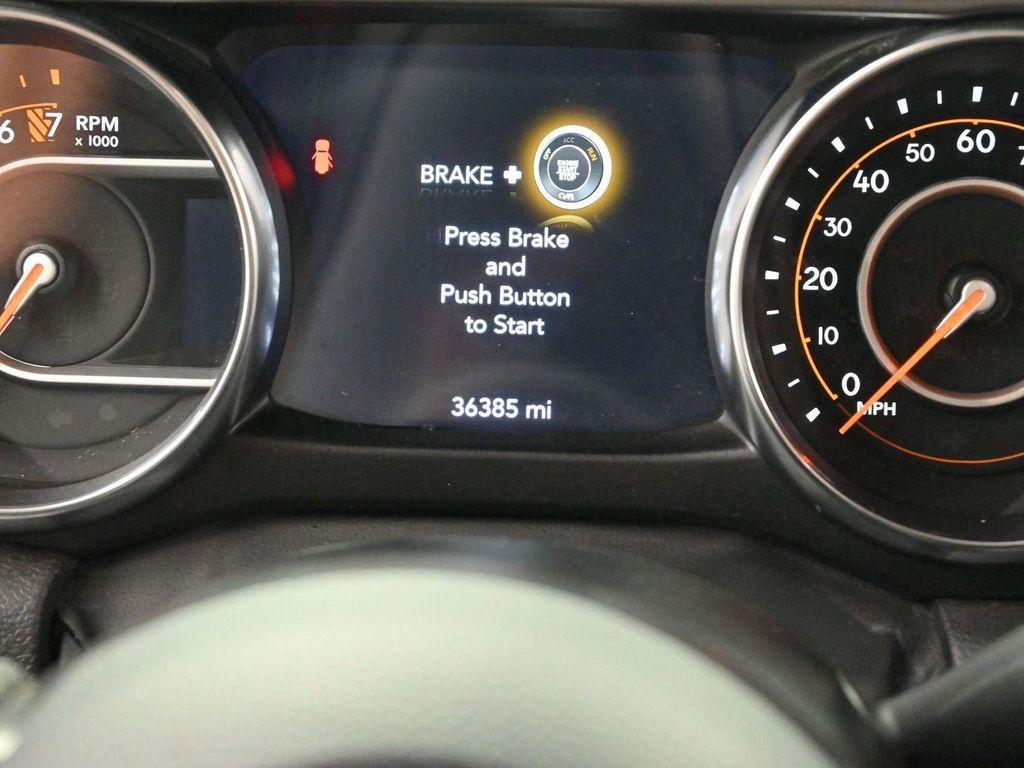 6 7 RPM
x 1000
BRAKE +
ACC
OFF
RUN
ENGINE
START
STOP
Press Brake
and
Push Button
to Start
36385 mi
0
10
20
30
40
50
60
7
MPH